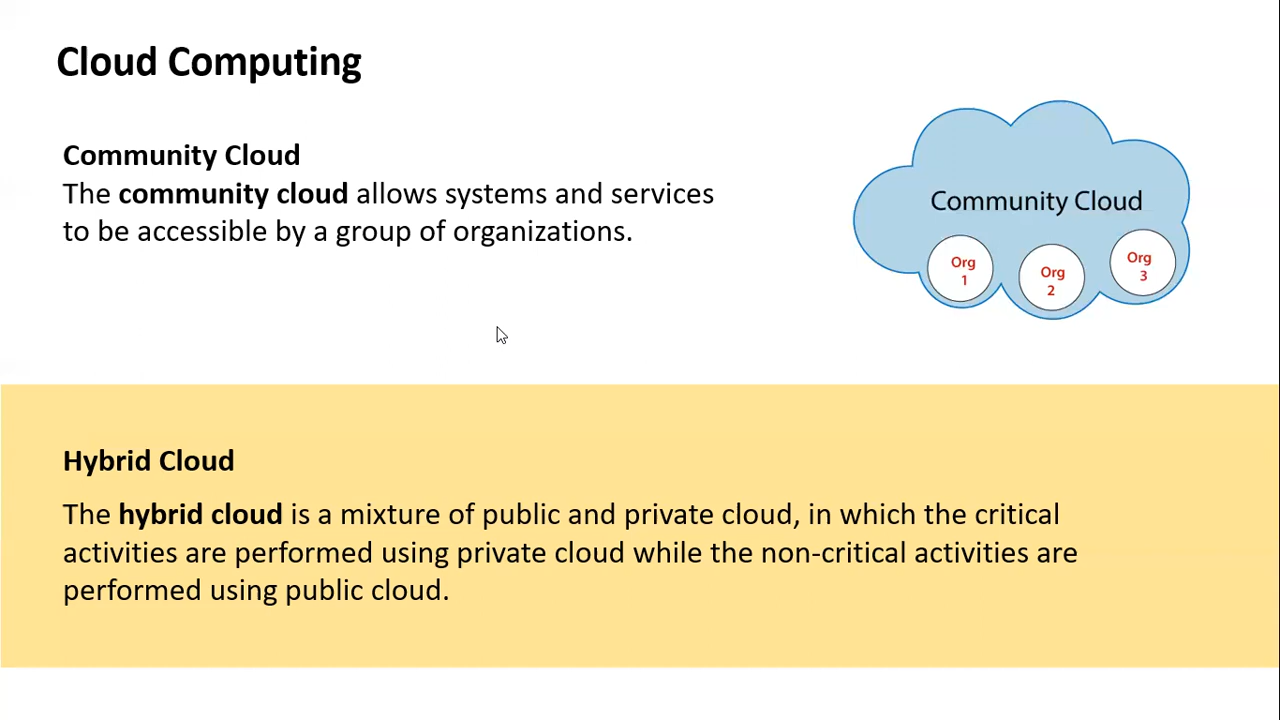 Cloud Computing
Community Cloud
The community cloud allows systems and services
to be accessible by a group of organizations.
Community Cloud
Org
1
Org
2
Org
3
Hybrid Cloud
The hybrid cloud is a mixture of public and private cloud, in which the critical
activities are performed using private cloud while the non-critical activities are
performed using public cloud.